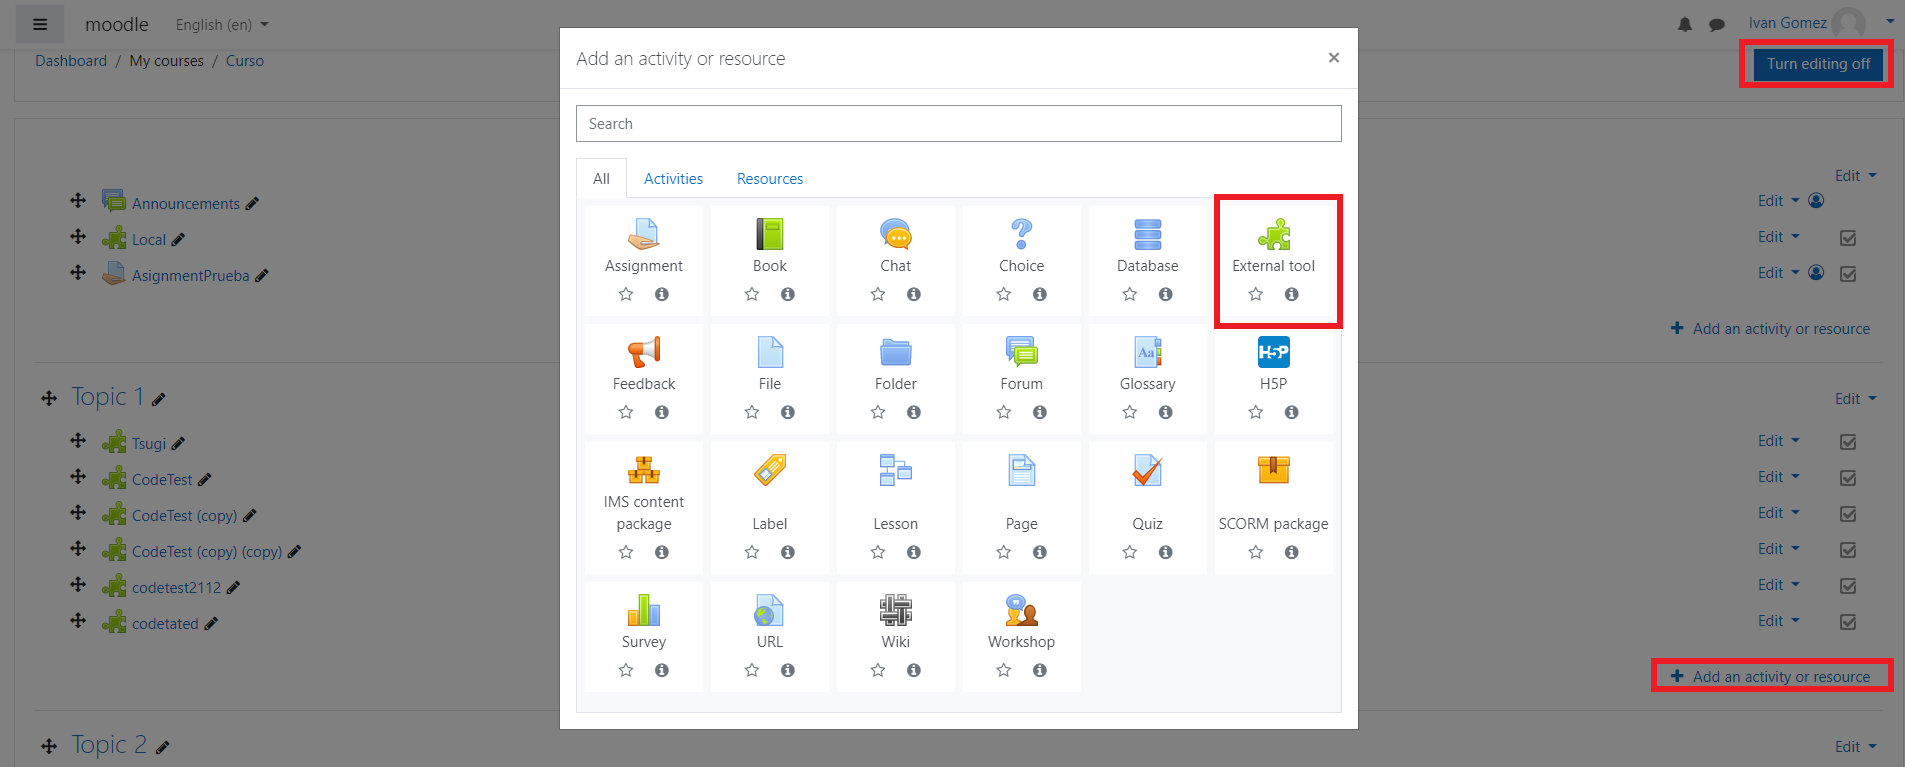 moodle English (en) Ivan Gomez
Dashboard / My courses / Curso
Turn editing off
Add an activity or resource ×
Search
All Activities Resources
Edit
Announcements Edit
Local Edit
AsignmentPrueba Edit
Add an activity or resource
Topic 1 Edit
Tsugi Edit
CodeTest Edit
CodeTest (copy) Edit
CodeTest (copy) (copy) Edit
codetest2112 Edit
codetated Edit
Add an activity or resource
Topic 2 Edit
Assignment Book Chat Choice Database External tool
Feedback File Folder Forum Glossary H5P
Aa
H5P
IMS content
package Label Lesson Page Quiz SCORM package
Survey URL Wiki Workshop